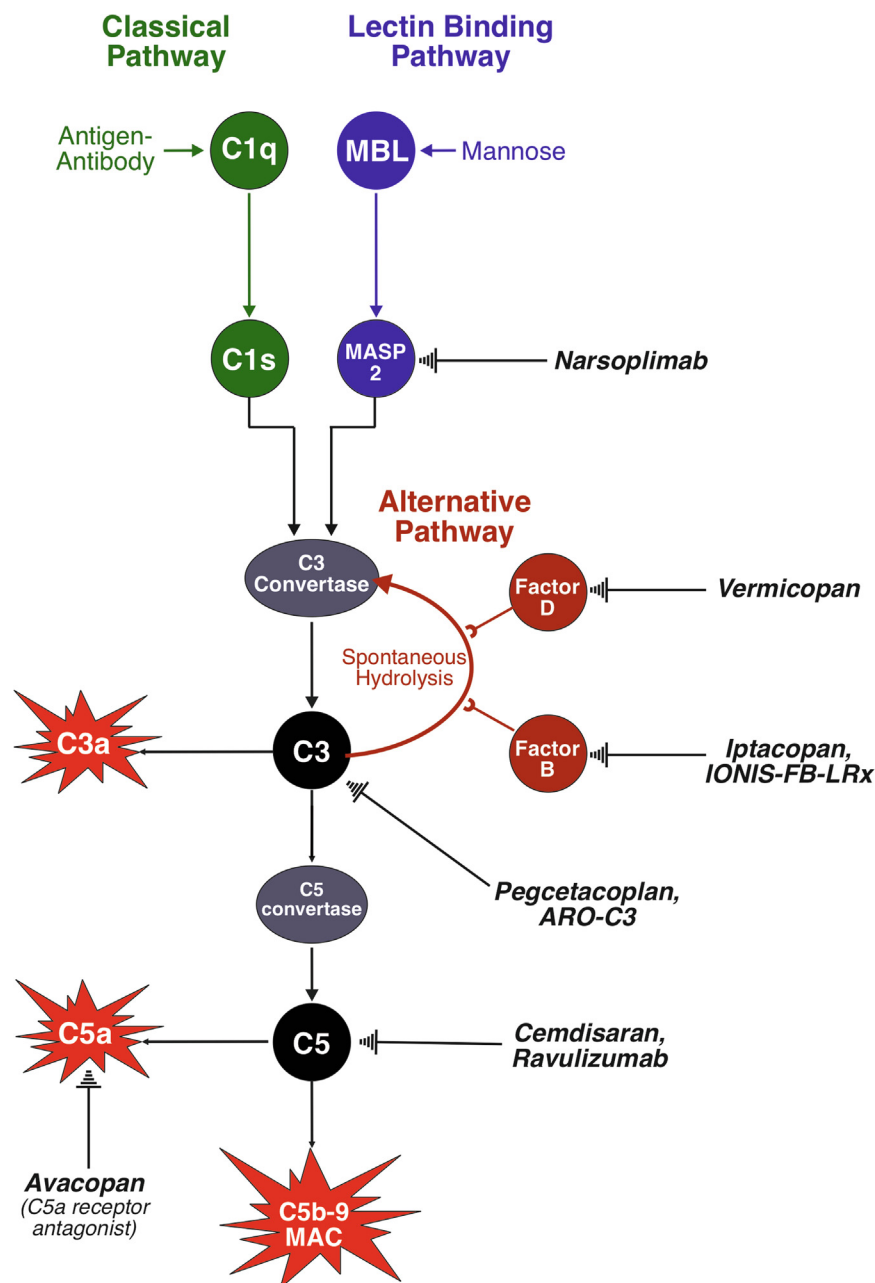 Classical
Pathway
Lectin Binding
Pathway
Antigen-
Antibody
C1q
MBL
Mannose
C1s
MASP
2
Narsoplimab
Alternative
Pathway
C3
Convertase
Factor
D
Vermicopan
Spontaneous
Hydrolysis
C3a
C3
Factor
B
Iptacopan,
IONIS-FB-LRx
Pegcetacoplan,
ARO-C3
C5
convertase
C5a
C5
Cemdisaran,
Ravulizumab
Avacopan
(C5a receptor
antagonist)
C5b-9
MAC